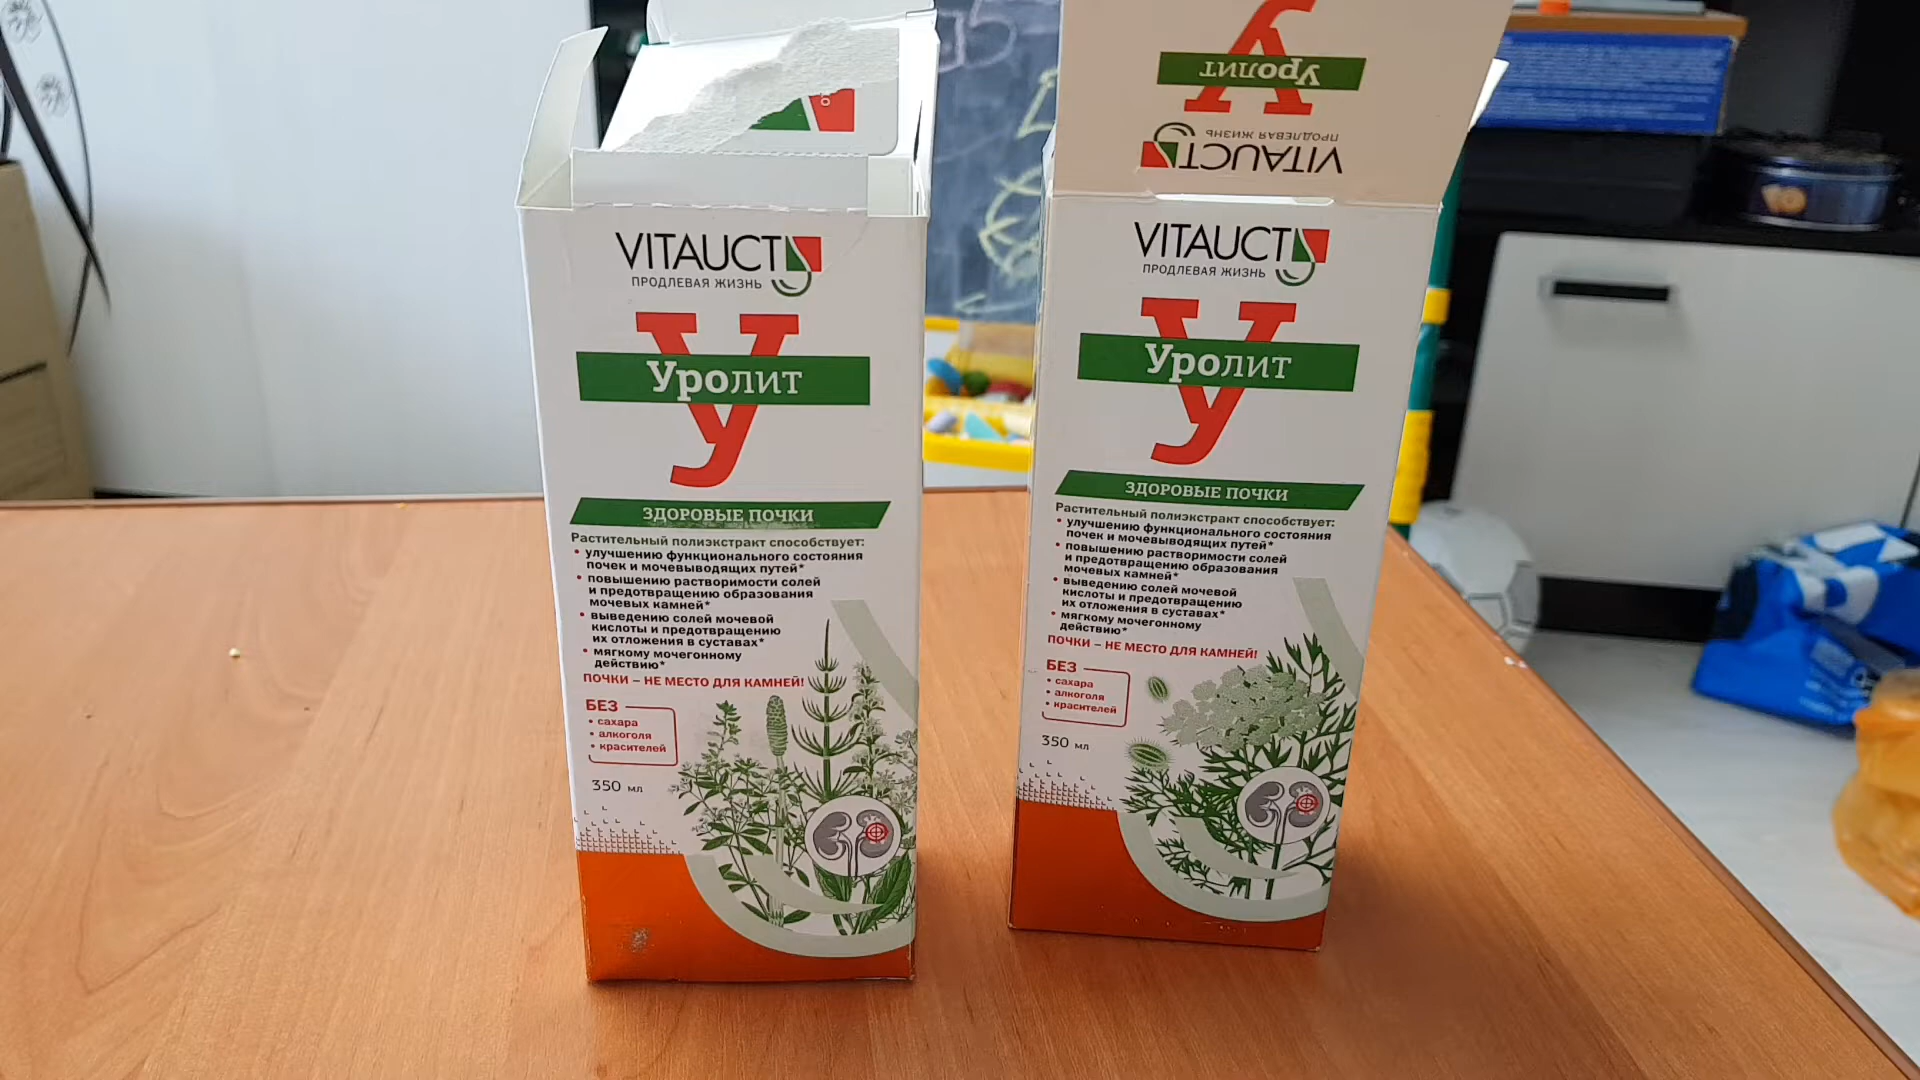 VITAUCT
ПРОДЛЕВАЯ ЖИЗНЬ
У
Уролит
ЗДОРОВЫЕ ПОЧКИ
Растительный полиэкстракт способствует:
• улучшению функционального состояния
почек и мочевыводящих путей*
• повышению растворимости солей
и предотвращению образования
мочевых камней*
• выведению солей мочевой
кислоты и предотвращению
их отложения в суставах*
• мягкому мочегонному
действию*
ПОЧКИ – НЕ МЕСТО ДЛЯ КАМНЕЙ!
БЕЗ
• сахара
• алкоголя
• красителей
350 мл
У
Уролит
ПРОДЛЕВАЯ ЖИЗНЬ
VITAUCT
VITAUCT
ПРОДЛЕВАЯ ЖИЗНЬ
У
Уролит
ЗДОРОВЫЕ ПОЧКИ
Растительный полиэкстракт способствует:
• улучшению функционального состояния
почек и мочевыводящих путей*
• повышению растворимости солей
и предотвращению образования
мочевых камней*
• выведению солей мочевой
кислоты и предотвращению
их отложения в суставах*
• мягкому мочегонному
действию*
ПОЧКИ – НЕ МЕСТО ДЛЯ КАМНЕЙ!
БЕЗ
• сахара
• алкоголя
• красителей
350 мл